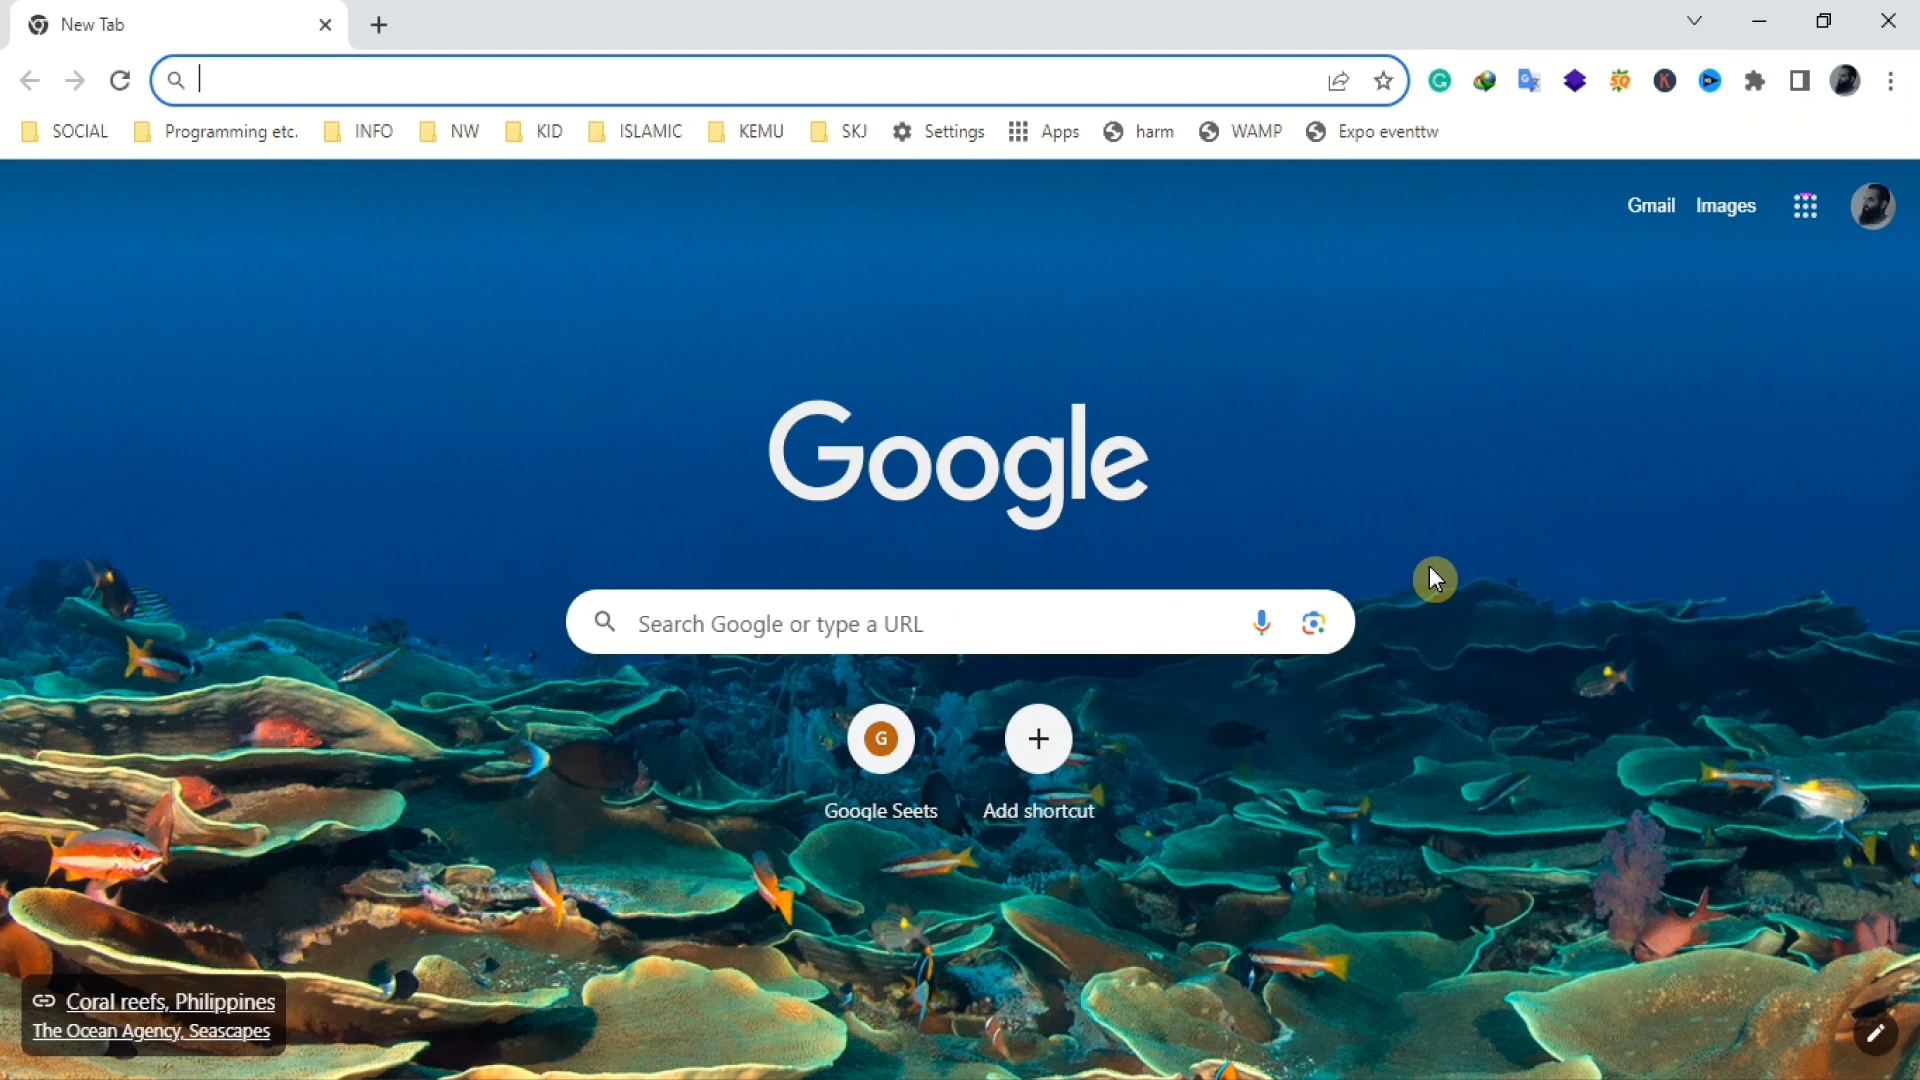 New Tab
SOCIAL Programming etc. INFO NW KID ISLAMIC KEMU SKJ Settings Apps harm WAMP Expo eventtw
Gmail Images
Google
Search Google or type a URL
G
Google Seets Add shortcut
Coral reefs, Philippines
The Ocean Agency, Seascapes